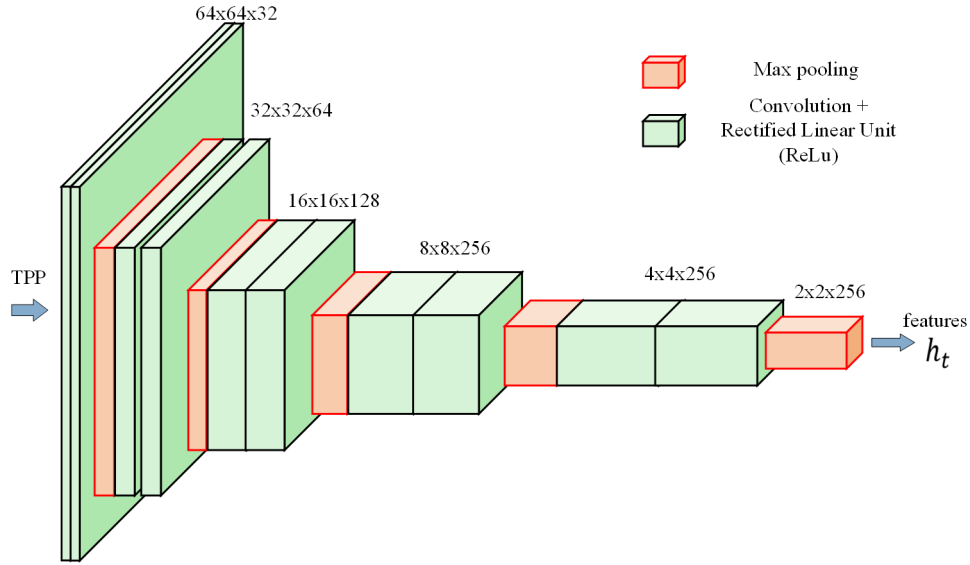 64x64x32
32x32x64
16x16x128
8x8x256
4x4x256
2x2x256
TPP
features
h_t
Max pooling
Convolution +
Rectified Linear Unit
(ReLu)